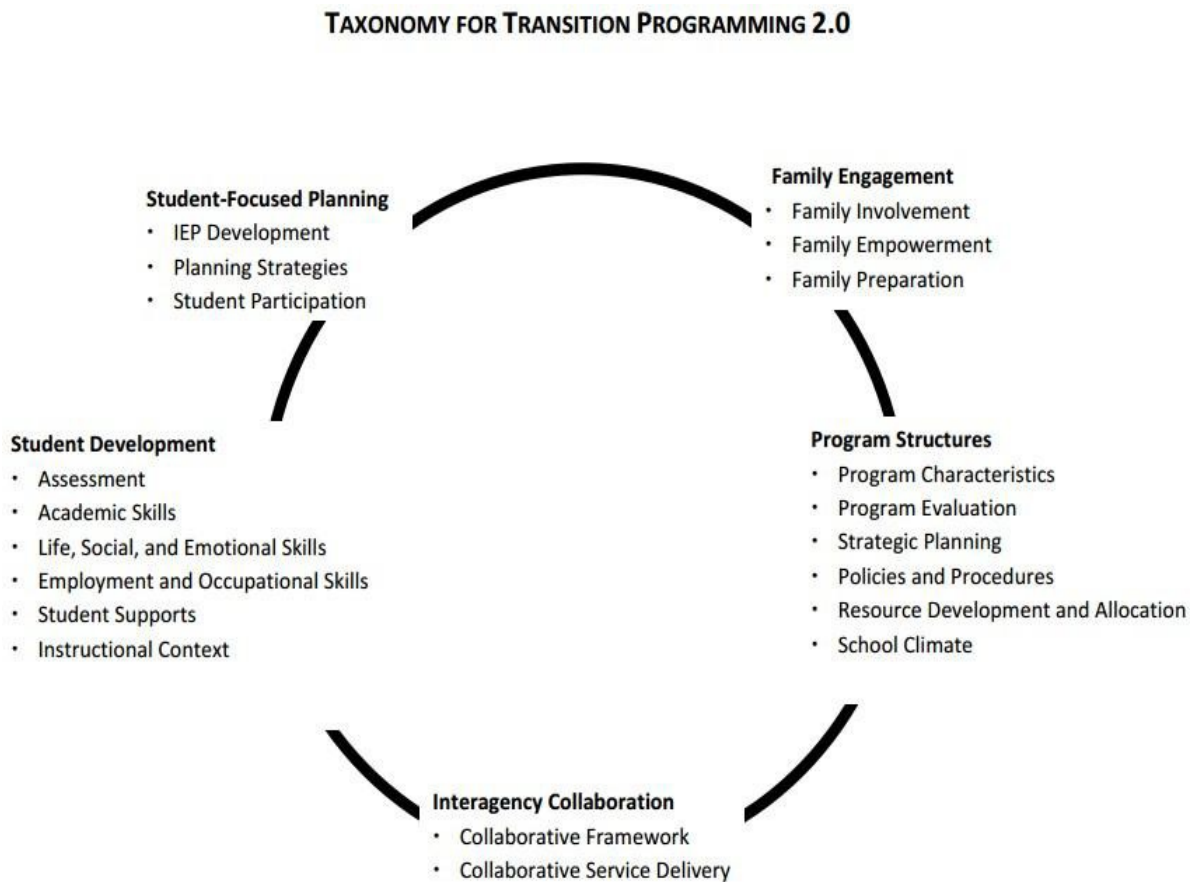 TAXONOMY FOR TRANSITION PROGRAMMING 2.0
Student-Focused Planning
· IEP Development
· Planning Strategies
· Student Participation
Family Engagement
· Family Involvement
· Family Empowerment
· Family Preparation
Student Development
· Assessment
· Academic Skills
· Life, Social, and Emotional Skills
· Employment and Occupational Skills
· Student Supports
· Instructional Context
Program Structures
· Program Characteristics
· Program Evaluation
· Strategic Planning
· Policies and Procedures
· Resource Development and Allocation
· School Climate
Interagency Collaboration
· Collaborative Framework
· Collaborative Service Delivery